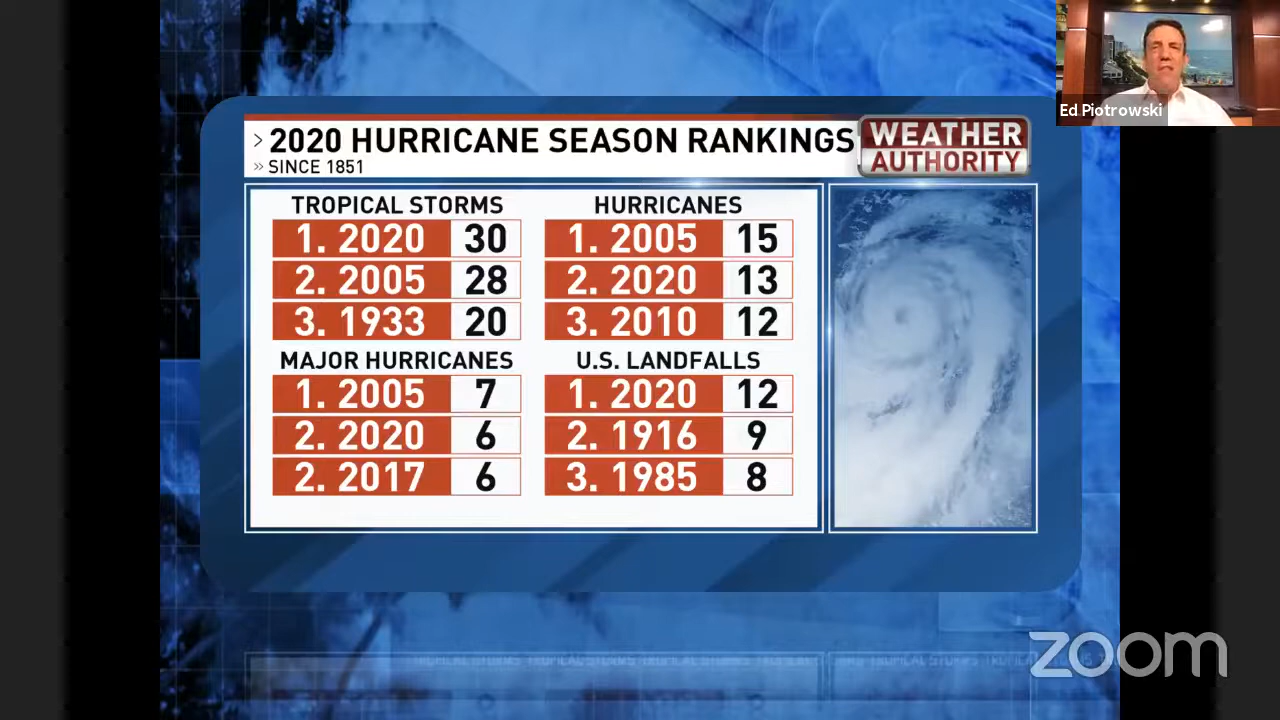 Ed Piotrowski
> 2020 HURRICANE SEASON RANKINGS
» SINCE 1851
WEATHER
AUTHORITY
TROPICAL STORMS
1. 2020 30
2. 2005 28
3. 1933 20
HURRICANES
1. 2005 15
2. 2020 13
3. 2010 12
MAJOR HURRICANES
1. 2005 7
2. 2020 6
2. 2017 6
U.S. LANDFALLS
1. 2020 12
2. 1916 9
3. 1985 8
zoom